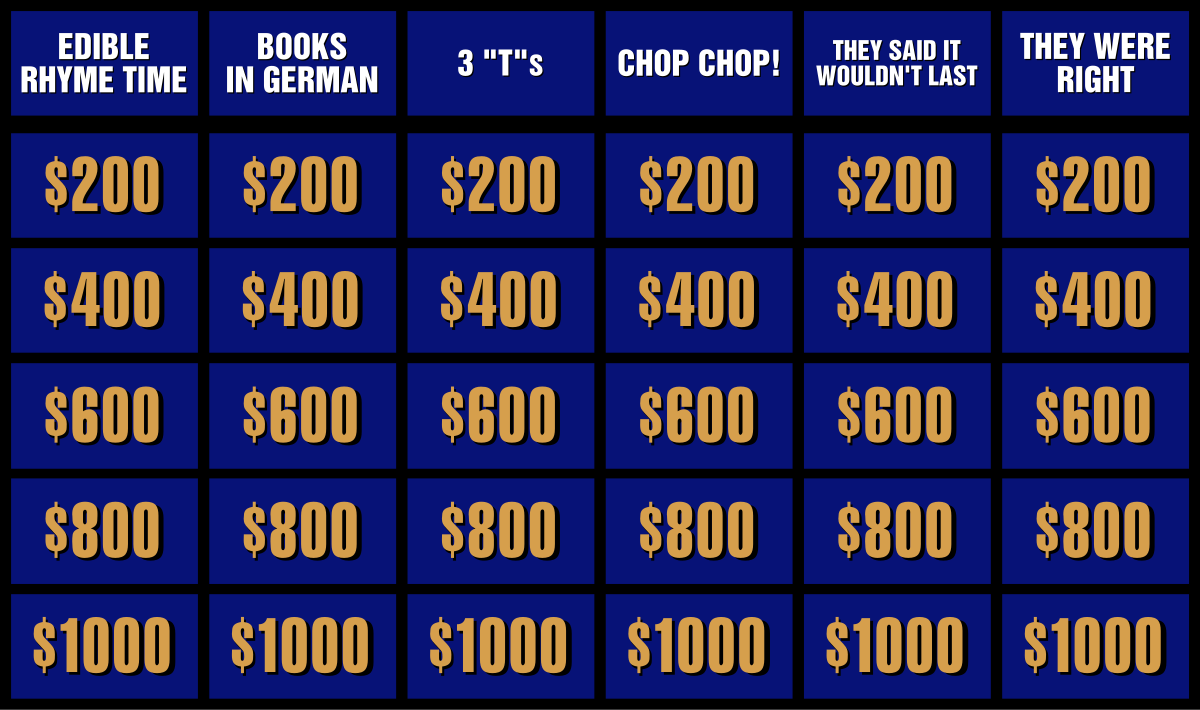 EDIBLE
RHYME TIME
BOOKS
IN GERMAN
3 "T"s
CHOP CHOP!
THEY SAID IT
WOULDN'T LAST
THEY WERE
RIGHT
$200 $200 $200 $200 $200 $200
$400 $400 $400 $400 $400 $400
$600 $600 $600 $600 $600 $600
$800 $800 $800 $800 $800 $800
$1000 $1000 $1000 $1000 $1000 $1000